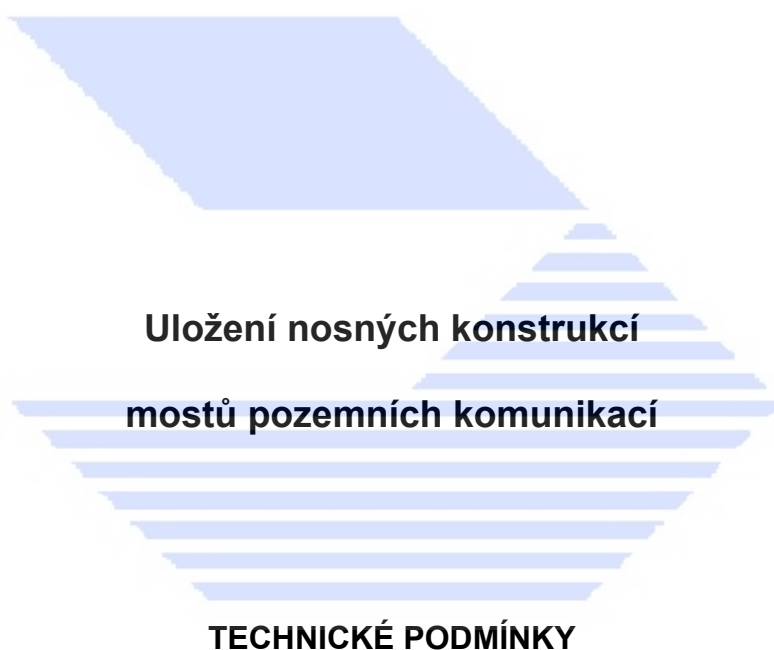 Uložení nosných konstrukcí
mostů pozemních komunikací
TECHNICKÉ PODMÍNKY